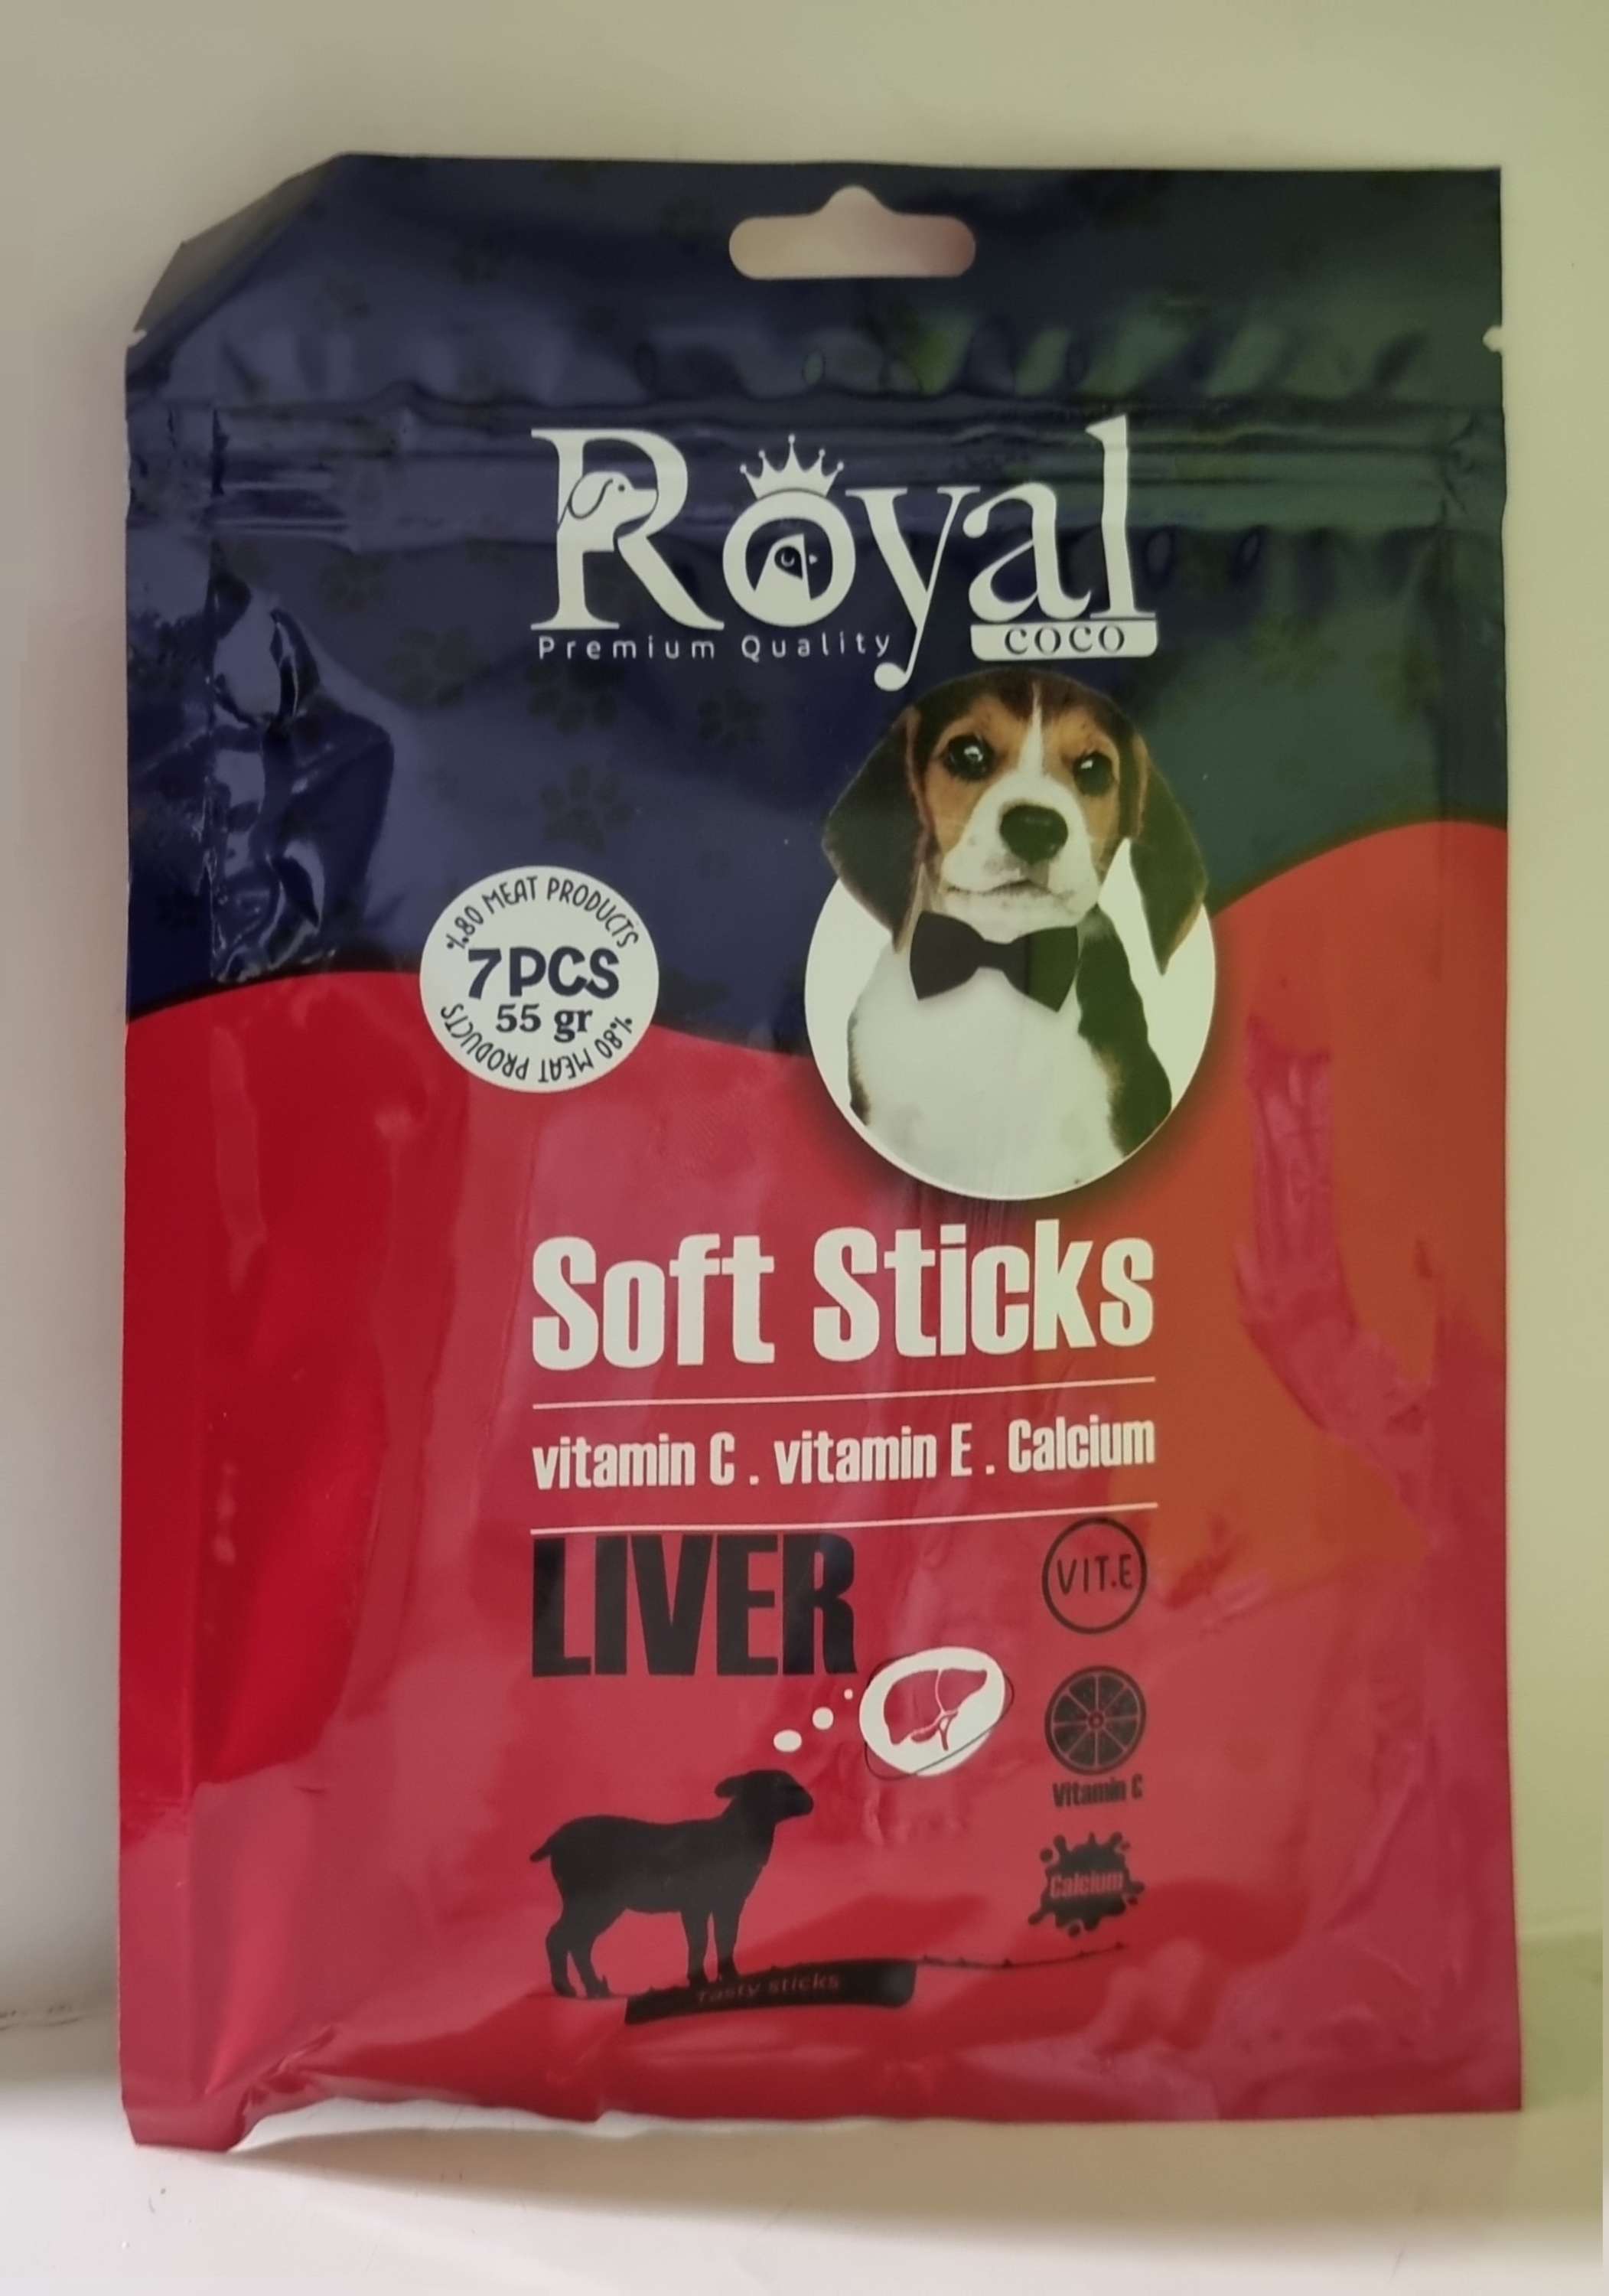 Royal
Premium Quality
COCO
%80 MEAT PRODUCTS
7PCS
55 gr
%80 MEAT PRODUCTS
Soft Sticks
vitamin C . vitamin E . Calcium
LIVER
VIT.E
Vitamin C
Calcium
Tasty sticks